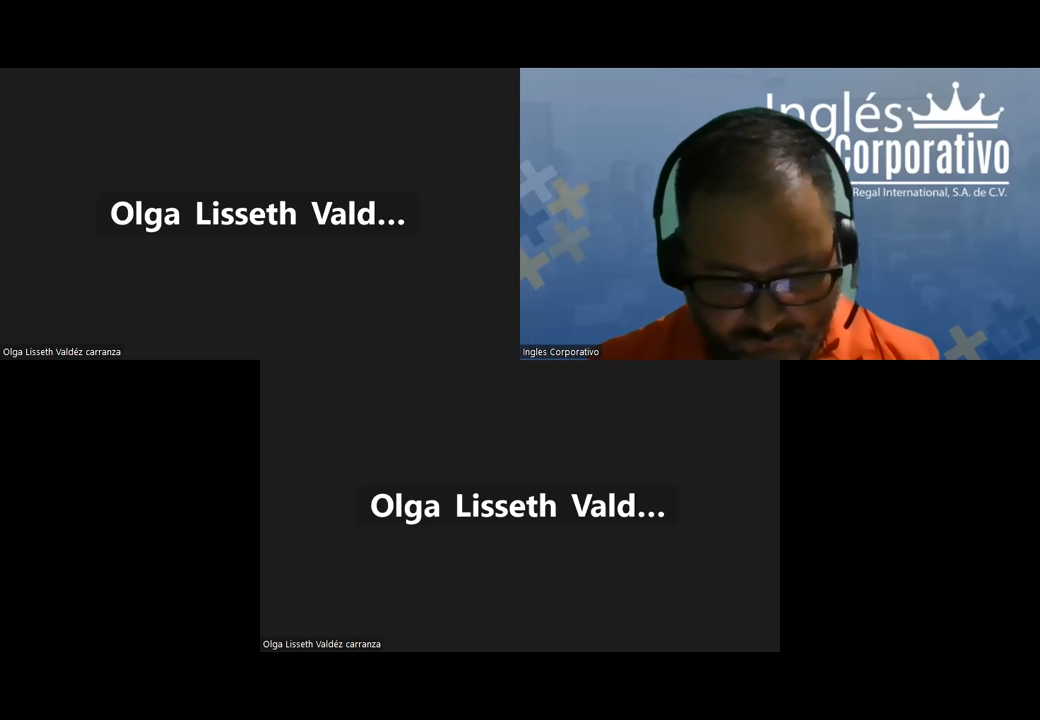 Olga Lisseth Vald...
Olga Lisseth Valdéz carranza
Inglés
Corporativo
Regal International, S.A. de C.V.
Ingles Corporativo
Olga Lisseth Vald...
Olga Lisseth Valdéz carranza